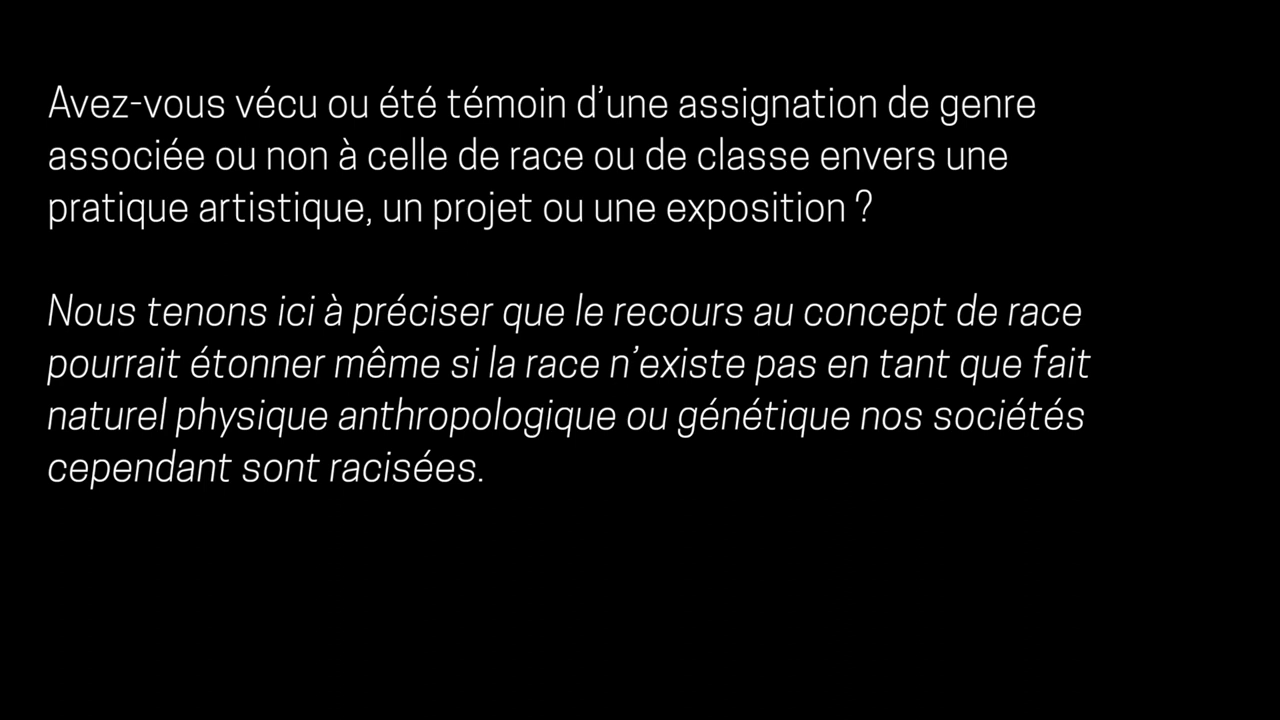 Avez-vous vécu ou été témoin d’une assignation de genre
associée ou non à celle de race ou de classe envers une
pratique artistique, un projet ou une exposition ?
Nous tenons ici à préciser que le recours au concept de race
pourrait étonner même si la race n’existe pas en tant que fait
naturel physique anthropologique ou génétique nos sociétés
cependant sont racisées.